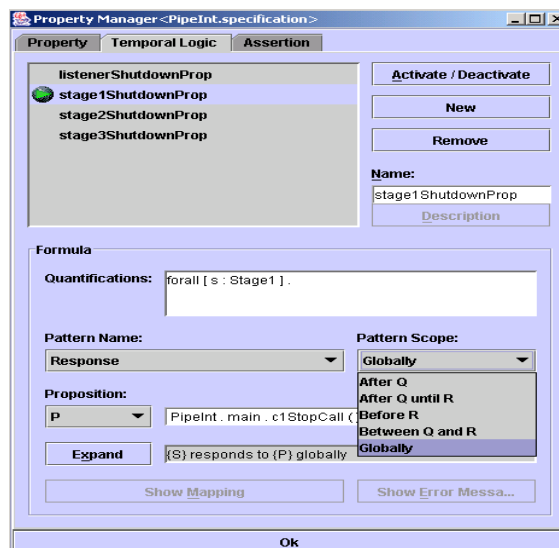 Property Manager<PipeInt.specification>
Property Temporal Logic Assertion
listenerShutdownProp
stage1ShutdownProp
stage2ShutdownProp
stage3ShutdownProp
Activate / Deactivate
New
Remove
Name:
stage1ShutdownProp
Description
Formula
Quantifications: forall [ s : Stage1 ] .
Pattern Name: Pattern Scope:
Response Globally
After Q
After Q until R
Before R
Between Q and R
Globally
Proposition:
P PipeInt . main . c1StopCall (
Expand {S} responds to {P} globally
Show Mapping Show Error Messa...
Ok